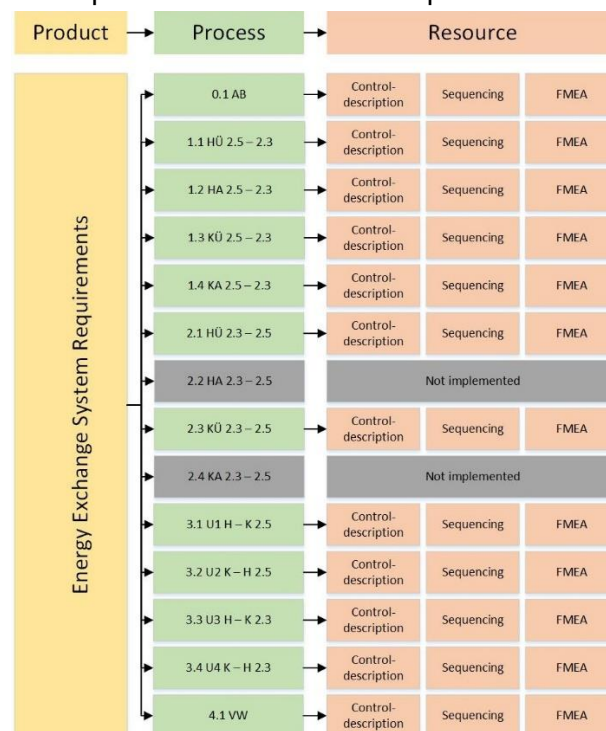 Product
Process
Resource
Energy Exchange System Requirements
0.1 AB
Control-
description
Sequencing
FMEA
1.1 HÜ 2.5 – 2.3
Control-
description
Sequencing
FMEA
1.2 HA 2.5 – 2.3
Control-
description
Sequencing
FMEA
1.3 KÜ 2.5 – 2.3
Control-
description
Sequencing
FMEA
1.4 KA 2.5 – 2.3
Control-
description
Sequencing
FMEA
2.1 HÜ 2.3 – 2.5
Control-
description
Sequencing
FMEA
2.2 HA 2.3 – 2.5
Not implemented
2.3 KÜ 2.3 – 2.5
Control-
description
Sequencing
FMEA
2.4 KA 2.3 – 2.5
Not implemented
3.1 U1 H – K 2.5
Control-
description
Sequencing
FMEA
3.2 U2 K – H 2.5
Control-
description
Sequencing
FMEA
3.3 U3 H – K 2.3
Control-
description
Sequencing
FMEA
3.4 U4 K – H 2.3
Control-
description
Sequencing
FMEA
4.1 VW
Control-
description
Sequencing
FMEA